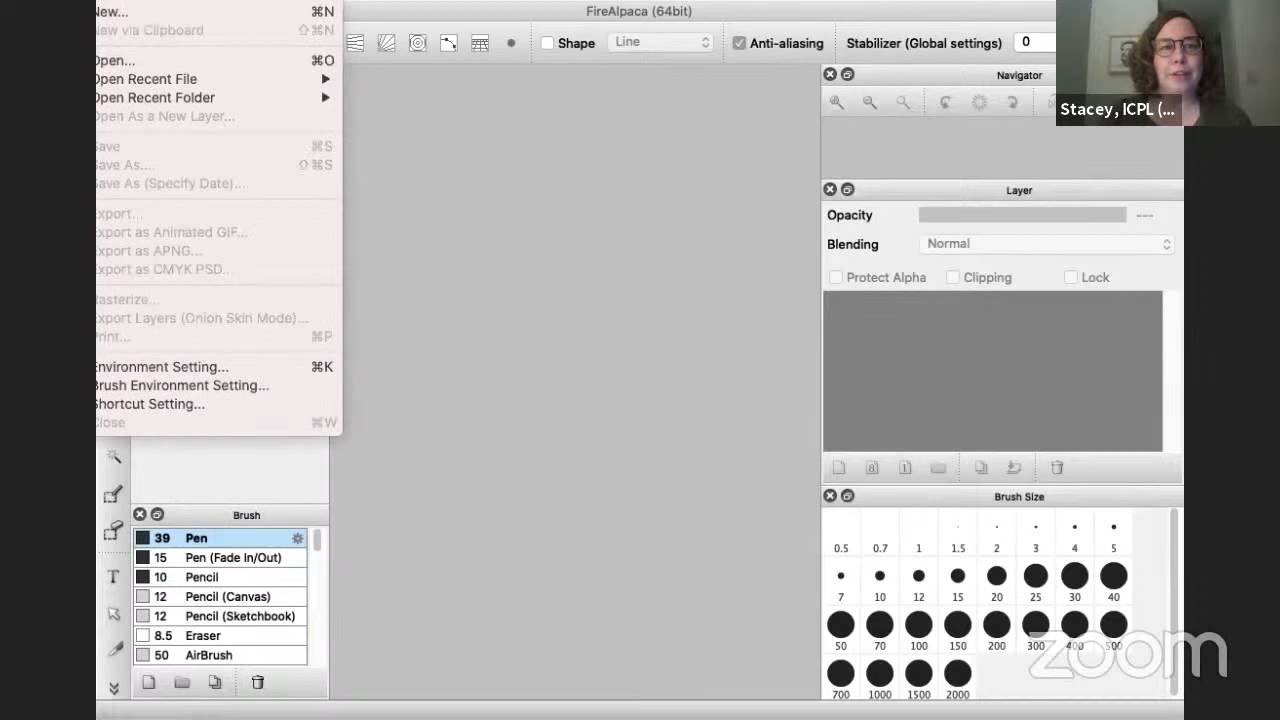 New... ⌘N
New via Clipboard ⇧⌘N
Open... ⌘O
Open Recent File
Open Recent Folder
Open As a New Layer...
Save ⌘S
Save As... ⇧⌘S
Save As (Specify Date)...
Export...
Export as Animated GIF...
Export as APNG...
Export as CMYK PSD...
Rasterize...
Export Layers (Onion Skin Mode)...
Print... ⌘P
Environment Setting... ⌘K
Brush Environment Setting...
Shortcut Setting...
Close ⌘W
FireAlpaca (64bit)
Shape Line Anti-aliasing Stabilizer (Global settings) 0
Navigator
Stacey, ICPL (...
Layer
Opacity ---
Blending Normal
Protect Alpha Clipping Lock
Brush
39 Pen
15 Pen (Fade In/Out)
10 Pencil
12 Pencil (Canvas)
12 Pencil (Sketchbook)
8.5 Eraser
50 AirBrush
T
Brush Size
0.5 0.7 1 1.5 2 3 4 5
7 10 12 15 20 25 30 40
50 70 100 150 200 300 400 500
700 1000 1500 2000
zoom